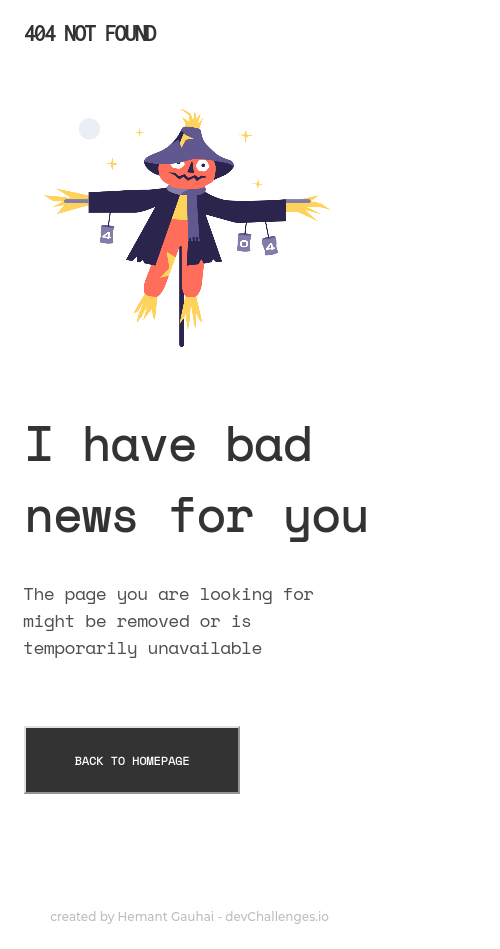 404 NOT FOUND
4
0
4
I have bad
news for you
The page you are looking for
might be removed or is
temporarily unavailable
BACK TO HOMEPAGE
created by Hemant Gauhai - devChallenges.io